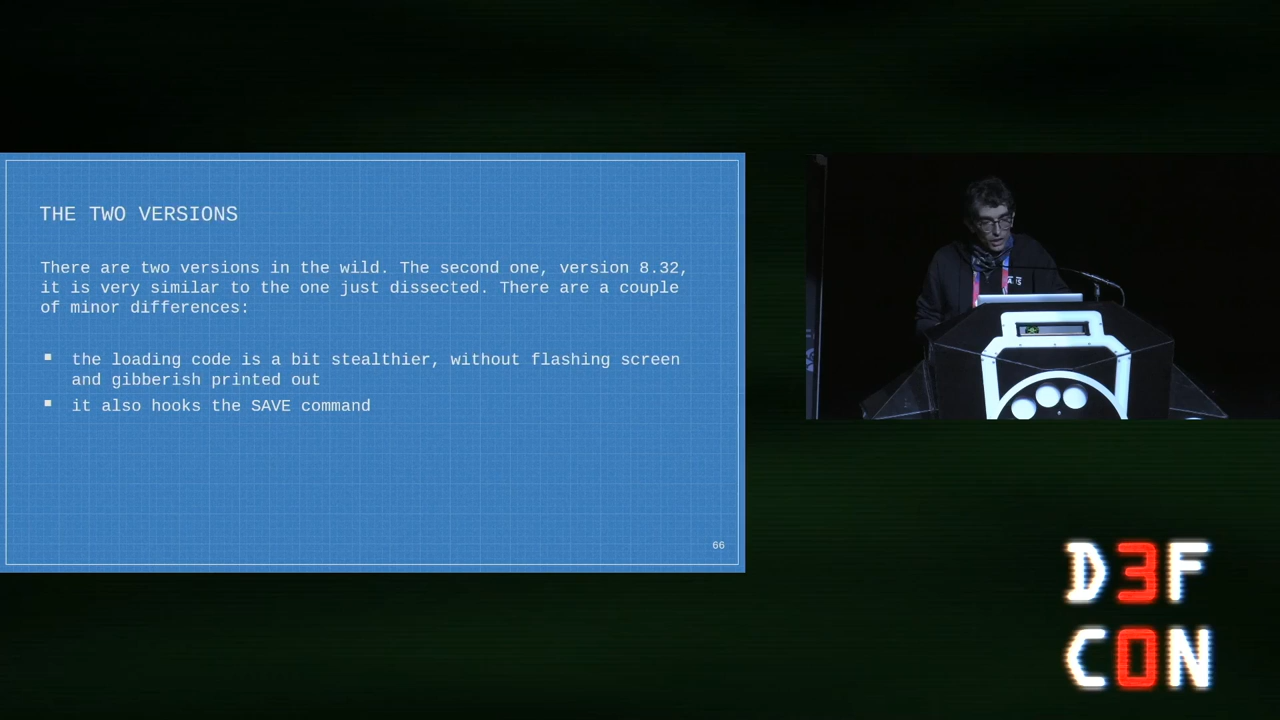 THE TWO VERSIONS
There are two versions in the wild. The second one, version 8.32,
it is very similar to the one just dissected. There are a couple
of minor differences:
▪ the loading code is a bit stealthier, without flashing screen
and gibberish printed out
▪ it also hooks the SAVE command
66
D3F
C0N